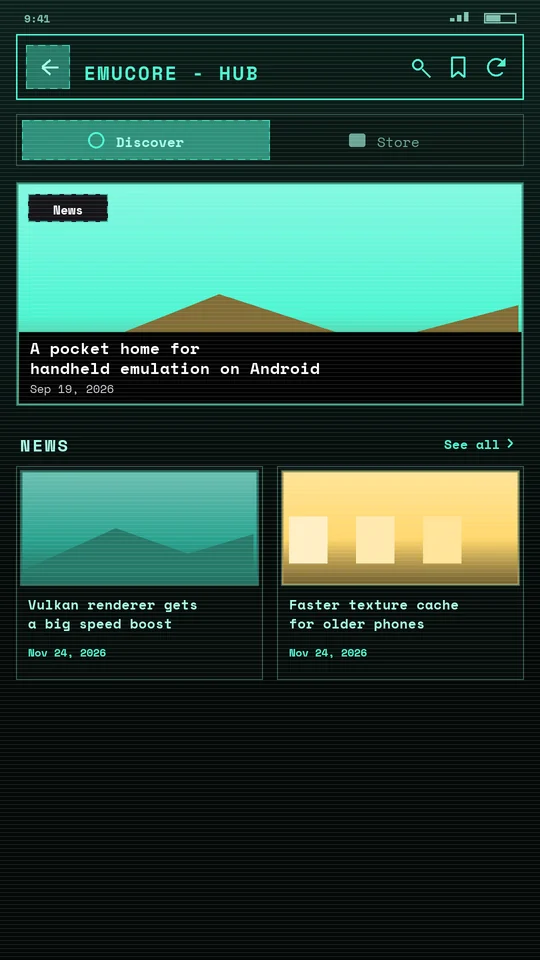 9:41
EMUCORE - HUB
Discover
Store
News
A pocket home for
handheld emulation on Android
Sep 19, 2026
NEWS
See all
Vulkan renderer gets
a big speed boost
Nov 24, 2026
Faster texture cache
for older phones
Nov 24, 2026